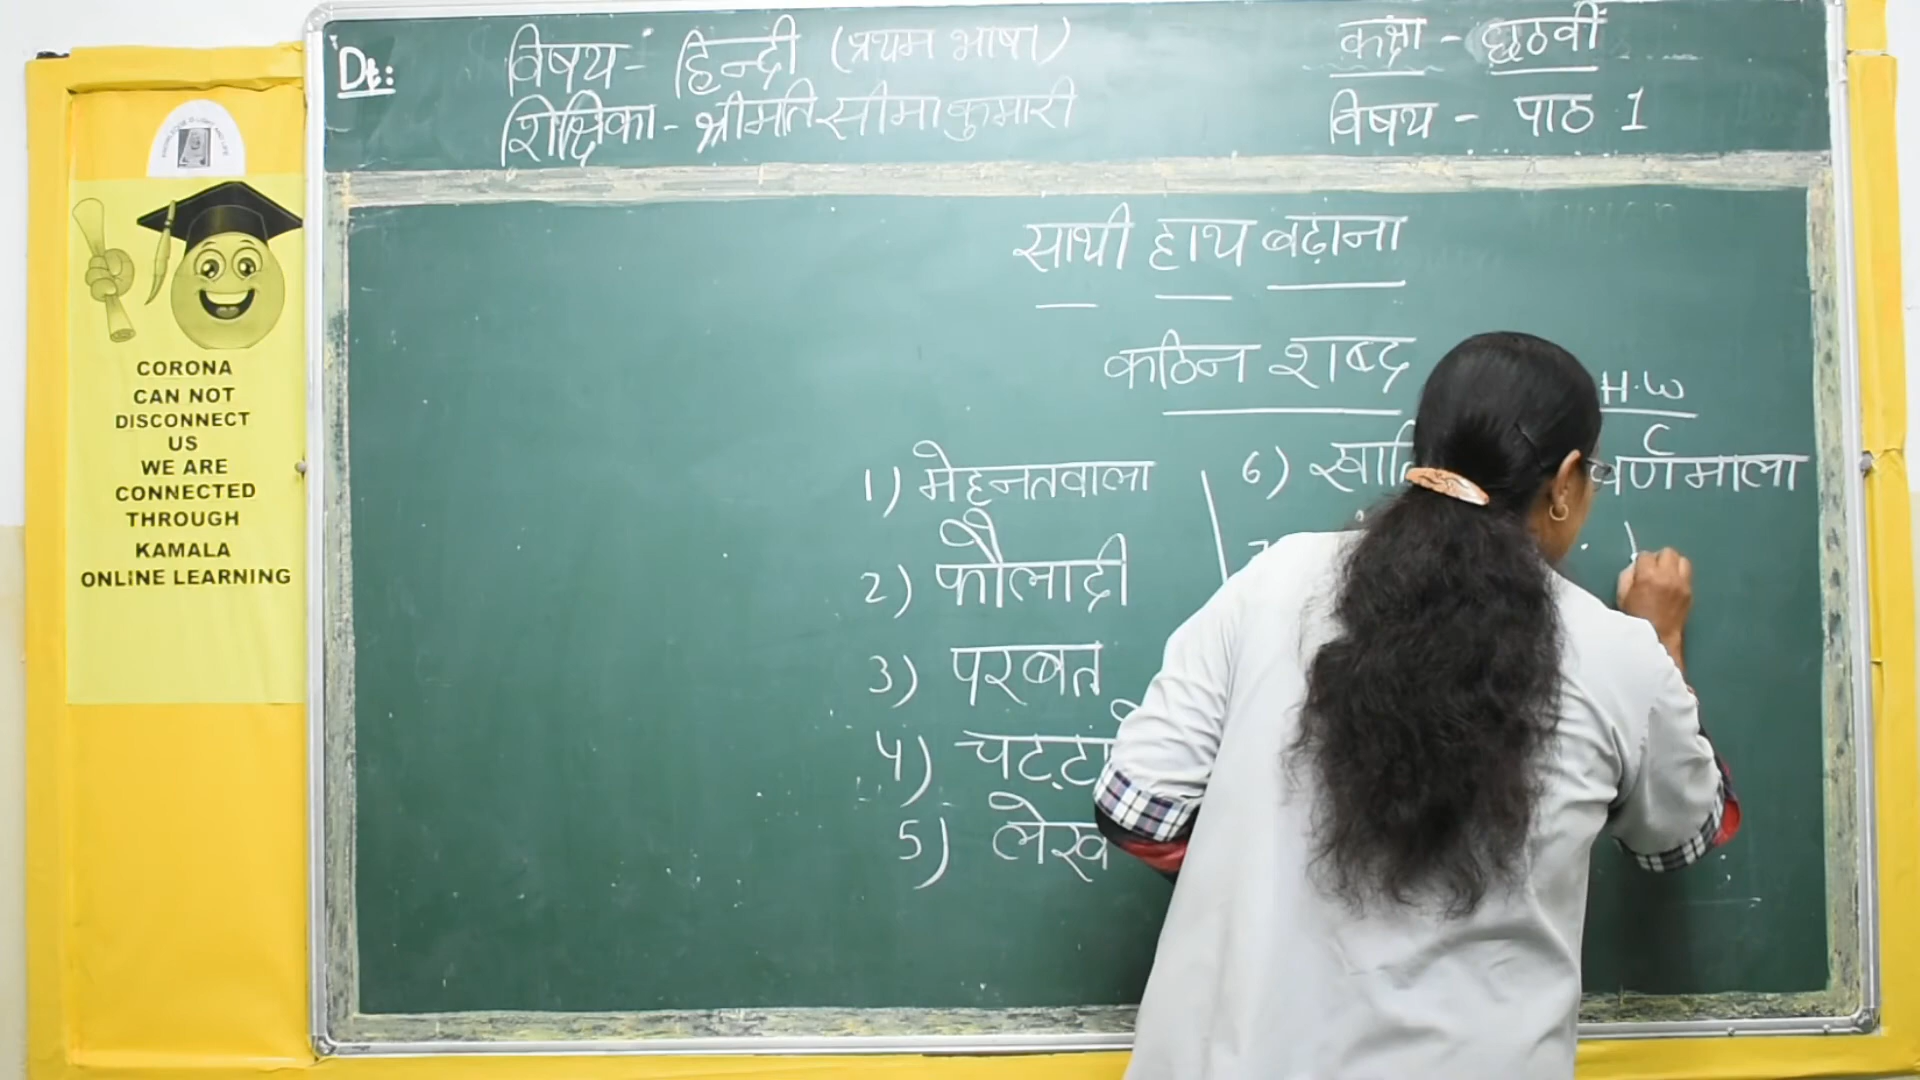 Dt:
विषय - हिन्दी (प्रथम भाषा)
शिक्षिका - श्रीमति सीमा कुमारी
कक्षा - छठवीं
विषय - पाठ 1
साथी हाथ बढ़ाना
कठिन शब्द
1) मेहनतवाला
2) फौलादी
3) परबत
4) चट्टा
5) लेख
6) खाति
H.W
वर्णमाला
CORONA
CAN NOT
DISCONNECT
US
WE ARE
CONNECTED
THROUGH
KAMALA
ONLINE LEARNING